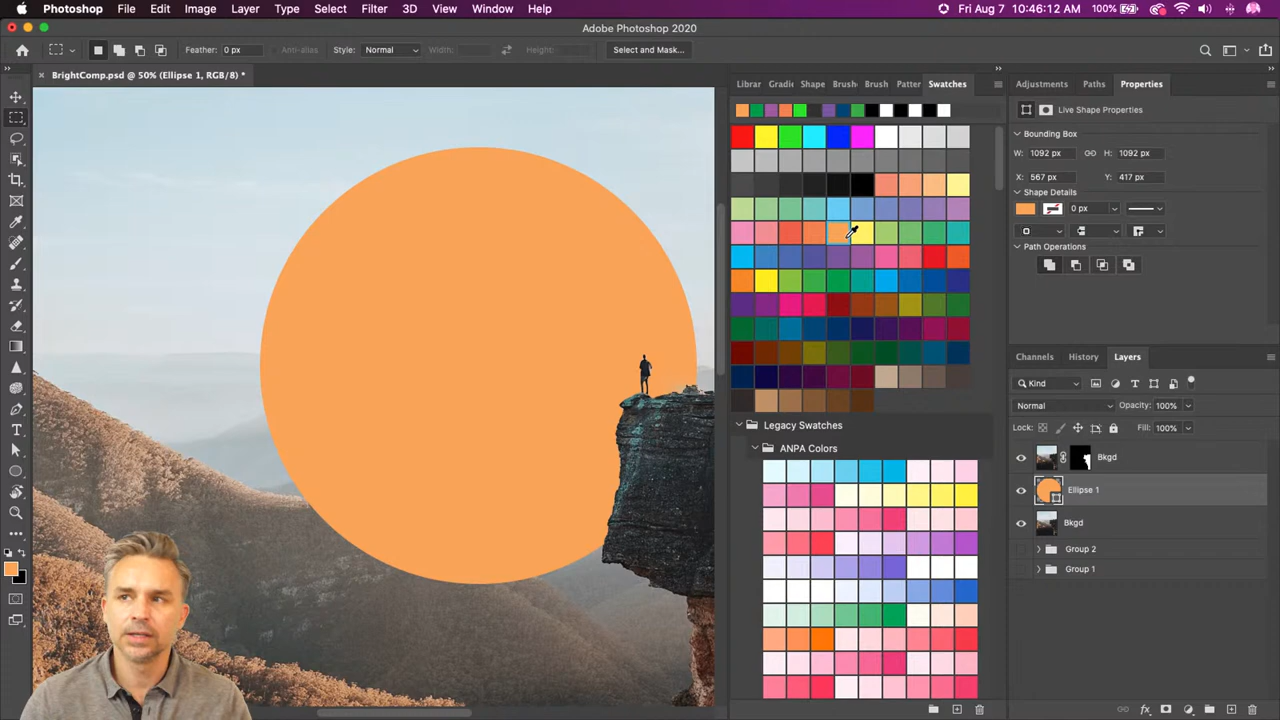 Photoshop File Edit Image Layer Type Select Filter 3D View Window Help 100% Fri Aug 7 10:46:12 AM
Adobe Photoshop 2020
Feather: 0 px Anti-alias Style: Normal Width: Height: Select and Mask...
BrightComp.psd @ 50% (Ellipse 1, RGB/8) *
Librar Gradi Shape Brushe Brush Patter Swatches
Adjustments Paths Properties
Live Shape Properties
Bounding Box
W: 1092 px H: 1092 px
X: 567 px Y: 417 px
Shape Details
0 px
Path Operations
Channels History Layers
Kind
Normal Opacity: 100%
Lock: Fill: 100%
Bkgd
Ellipse 1
Bkgd
Group 2
Group 1
Legacy Swatches
ANPA Colors